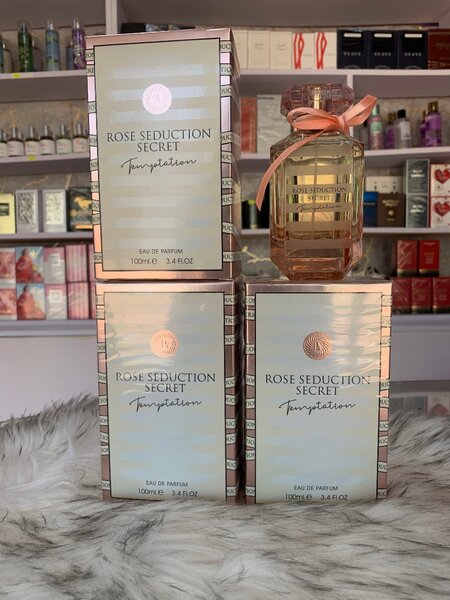 ROSE SEDUCTION
SECRET
Temptation
EAU DE PARFUM
100ml.e 3.4 FL.OZ
ROSE SEDUCTION
SECRET
Temptation
ROSE SEDUCTION
SECRET
Temptation
EAU DE PARFUM
100ml.e 3.4 FL.OZ
ROSE SEDUCTION
SECRET
Temptation
EAU DE PARFUM
100ml.e 3.4 FL.OZ
SUAVE